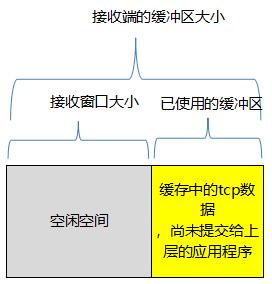 接收端的缓冲区大小
接收窗口大小
已使用的缓冲区
空闲空间
缓存中的tcp数
据
，尚未提交给上
层的应用程序